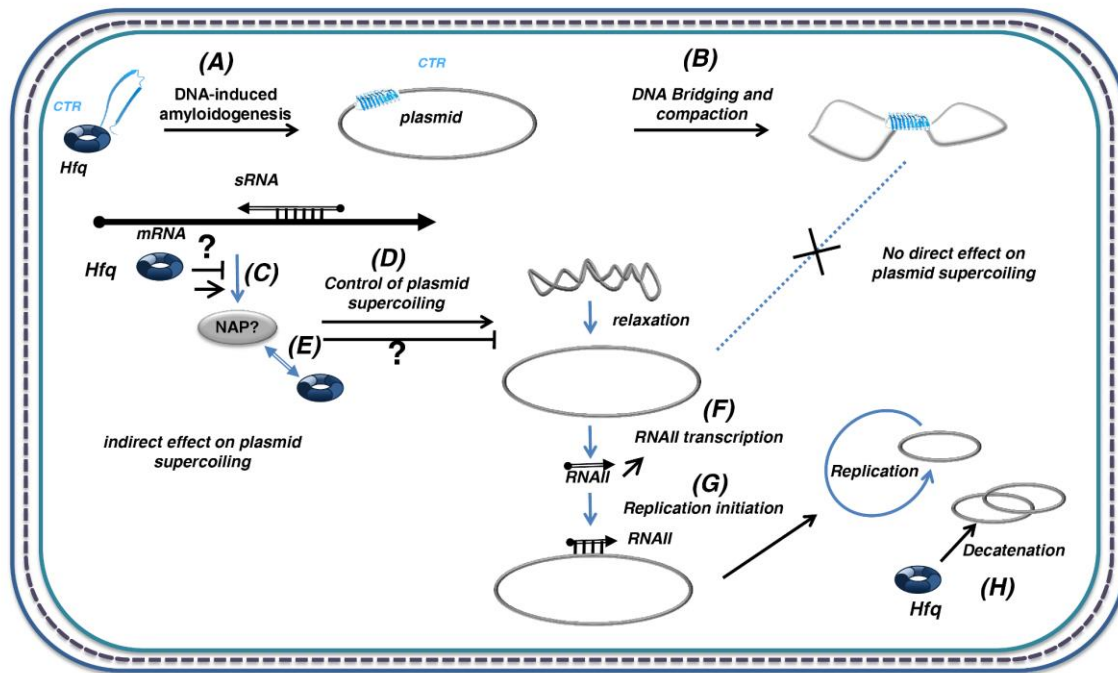 (A)
CTR
DNA-induced
amyloidogenesis
Hfq
CTR
plasmid
(B)
DNA Bridging and
compaction
sRNA
mRNA
Hfq
?
(C)
NAP?
(E)
(D)
Control of plasmid
supercoiling
?
relaxation
No direct effect on
plasmid supercoiling
indirect effect on plasmid
supercoiling
(F)
RNAII transcription
RNAII
(G)
Replication initiation
RNAII
Replication
Decatenation
Hfq
(H)